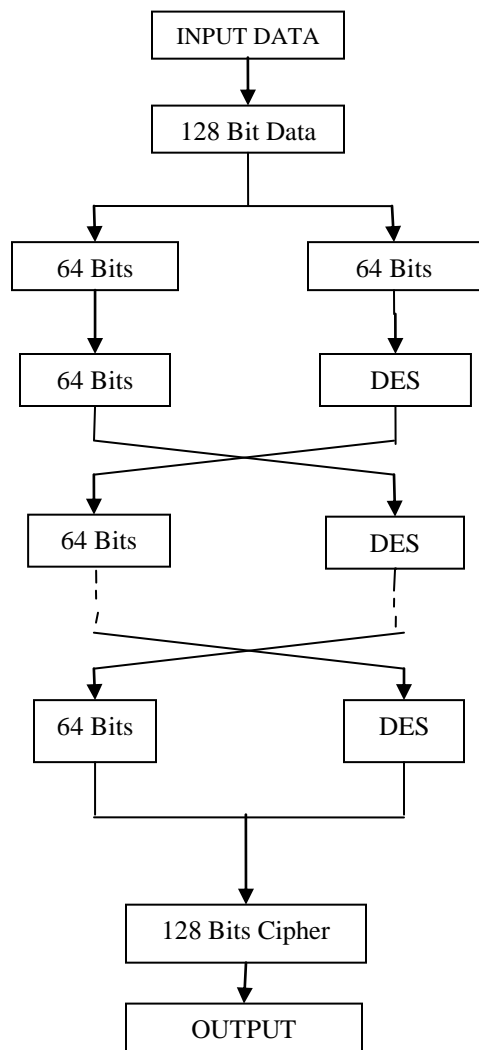 INPUT DATA
128 Bit Data
64 Bits
64 Bits
64 Bits
DES
64 Bits
DES
64 Bits
DES
128 Bits Cipher
OUTPUT